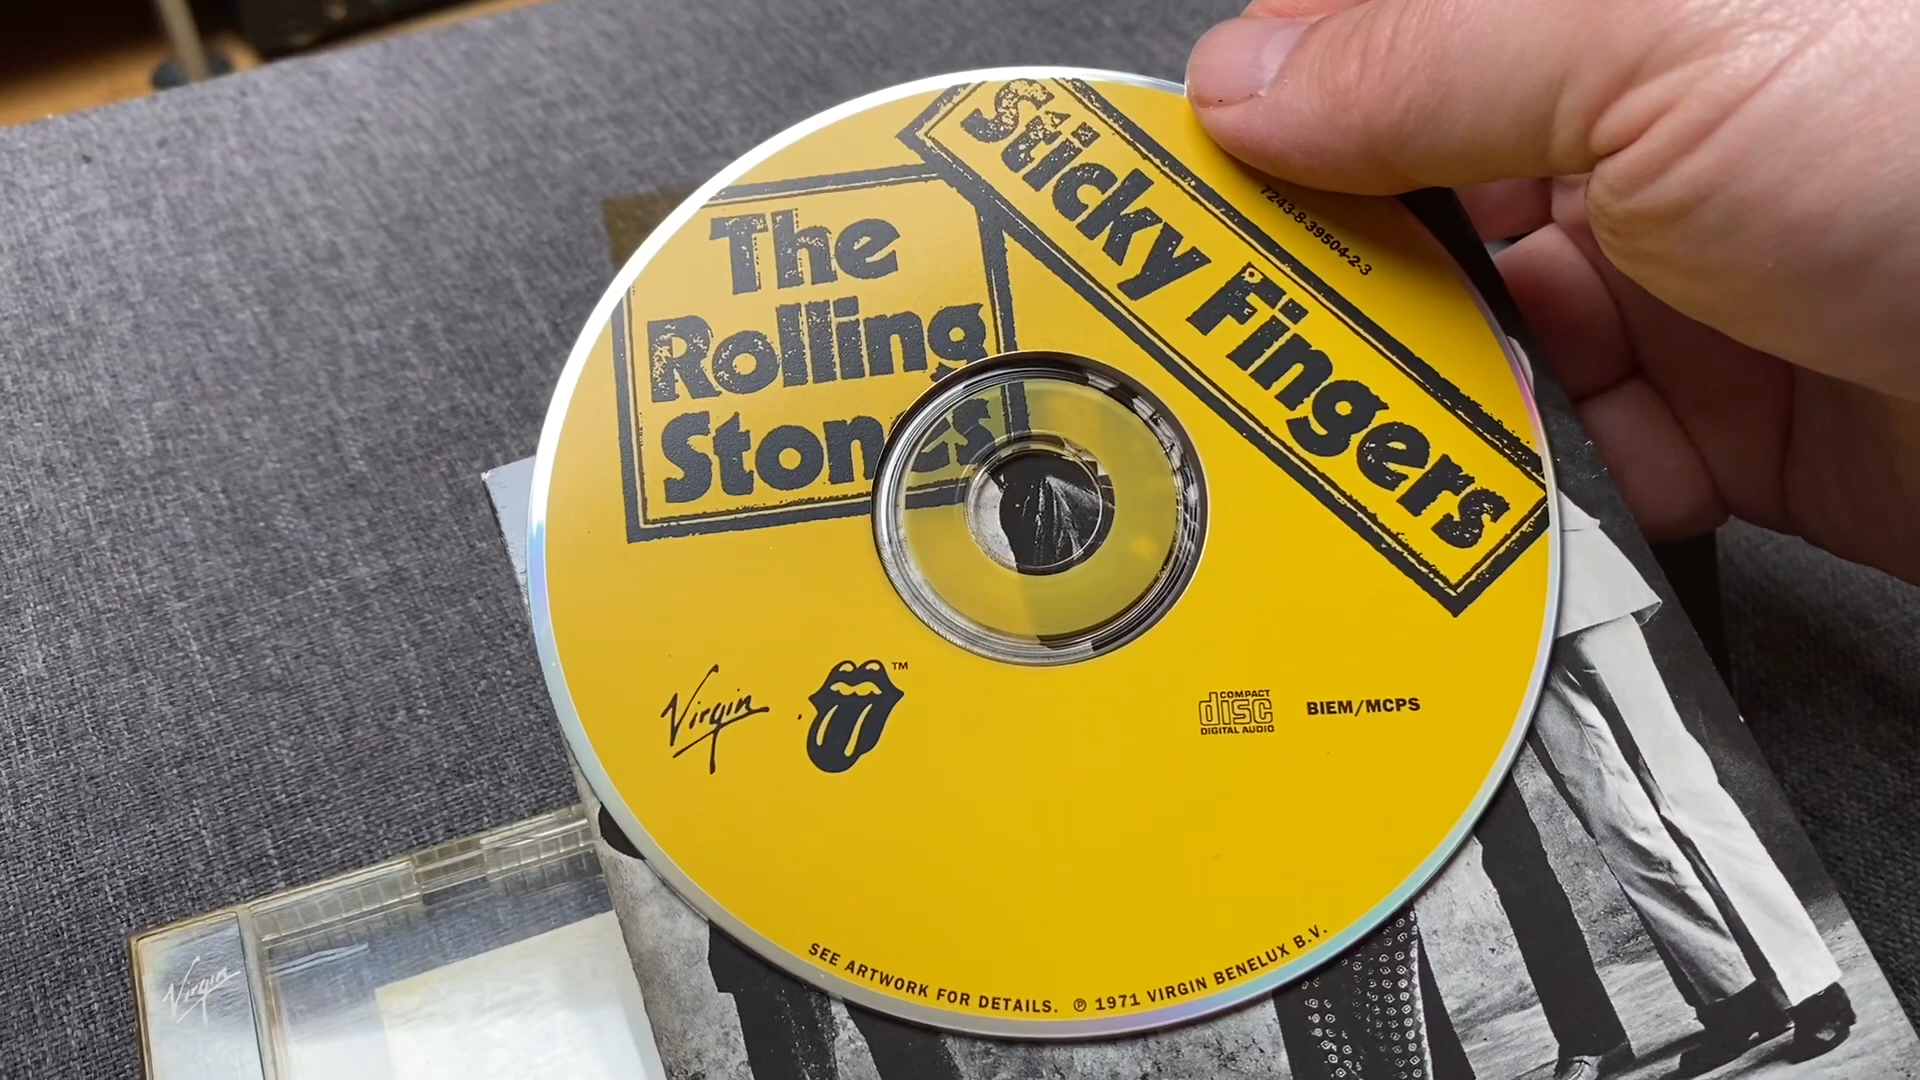 Sticky Fingers
The
Rolling
Stones
7243-8-39504-2-3
Virgin
TM
COMPACT
disc
DIGITAL AUDIO
BIEM/MCPS
SEE ARTWORK FOR DETAILS. ℗ 1971 VIRGIN BENELUX B.V.
Virgin